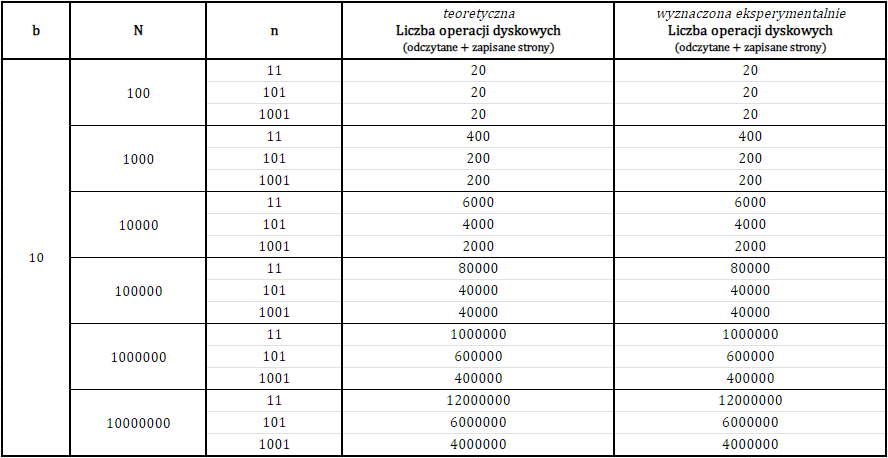 b N n teoretyczna Liczba operacji dyskowych (odczytane + zapisane strony) wyznaczona eksperymentalnie Liczba operacji dyskowych (odczytane + zapisane strony)
10
100
11 20 20
101 20 20
1001 20 20
1000
11 400 400
101 200 200
1001 200 200
10000
11 6000 6000
101 4000 4000
1001 2000 2000
100000
11 80000 80000
101 40000 40000
1001 40000 40000
1000000
11 1000000 1000000
101 600000 600000
1001 400000 400000
10000000
11 12000000 12000000
101 6000000 6000000
1001 4000000 4000000